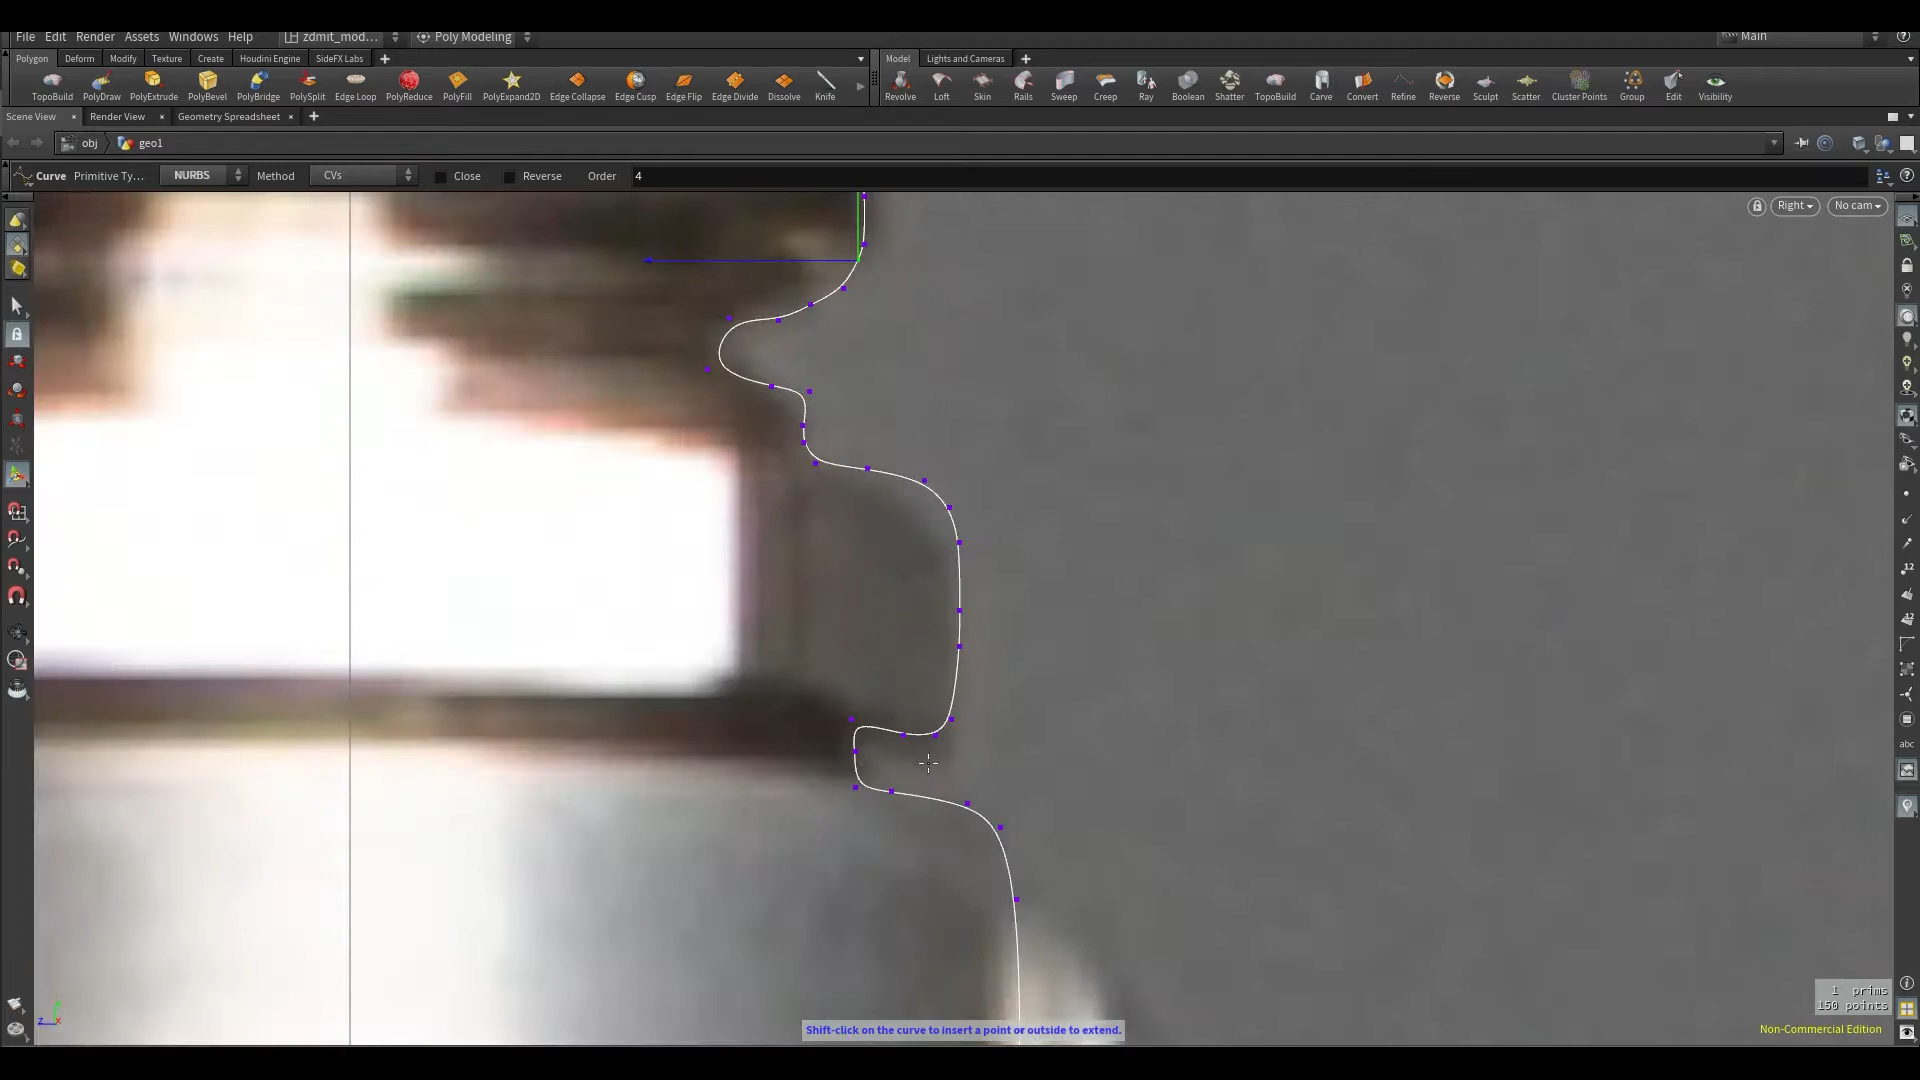 File Edit Render Assets Windows Help zdmit_mod... Poly Modeling Main
Polygon Deform Modify Texture Create Houdini Engine SideFX Labs Model Lights and Cameras
TopoBuild PolyDraw PolyExtrude PolyBevel PolyBridge PolySplit Edge Loop PolyReduce PolyFill PolyExpand2D Edge Collapse Edge Cusp Edge Flip Edge Divide Dissolve Knife Revolve Loft Skin Rails Sweep Creep Ray Boolean Shatter TopoBuild Carve Convert Refine Reverse Sculpt Scatter Cluster Points Group Edit Visibility
Scene View Render View Geometry Spreadsheet
obj geo1
Curve Primitive Ty... NURBS Method CVs Close Reverse Order 4
Right No cam
12
12
abc
1 prims
150 points
Shift-click on the curve to insert a point or outside to extend.
Non-Commercial Edition
z x